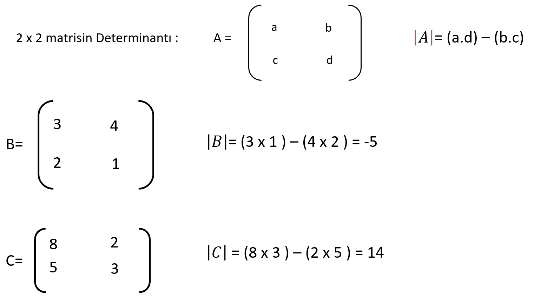 2 x 2 matrisin Determinantı : A = a b |A|= (a.d) – (b.c)
c d
B= 3 4 |B|= (3 x 1 ) – (4 x 2 ) = -5
2 1
C= 8 2 |C| = (8 x 3 ) – (2 x 5 ) = 14
5 3